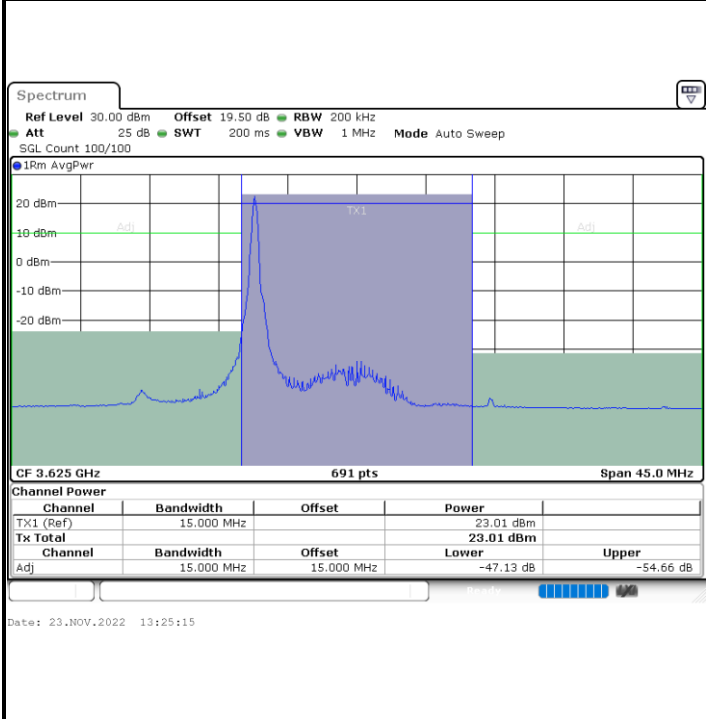 Spectrum
Ref Level 30.00 dBm Offset 19.50 dB RBW 200 kHz
Att 25 dB SWT 200 ms VBW 1 MHz Mode Auto Sweep
SGL Count 100/100
1Rm AvgPwr
20 dBm
TX1
Adj
Adj
10 dBm
0 dBm
-10 dBm
-20 dBm
CF 3.625 GHz 691 pts Span 45.0 MHz
Channel Power
Channel Bandwidth Offset Power
TX1 (Ref) 15.000 MHz 23.01 dBm
Tx Total 23.01 dBm
Channel Bandwidth Offset Lower Upper
Adj 15.000 MHz 15.000 MHz -47.13 dB -54.66 dB
Ready
Date: 23.NOV.2022 13:25:15